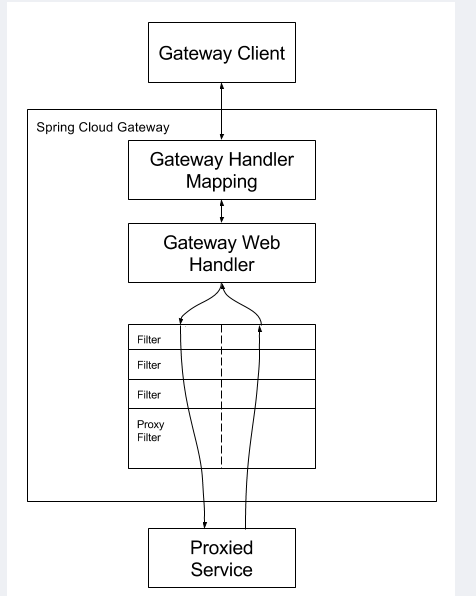 Gateway Client
Spring Cloud Gateway
Gateway Handler
Mapping
Gateway Web
Handler
Filter
Filter
Filter
Proxy
Filter
Proxied
Service